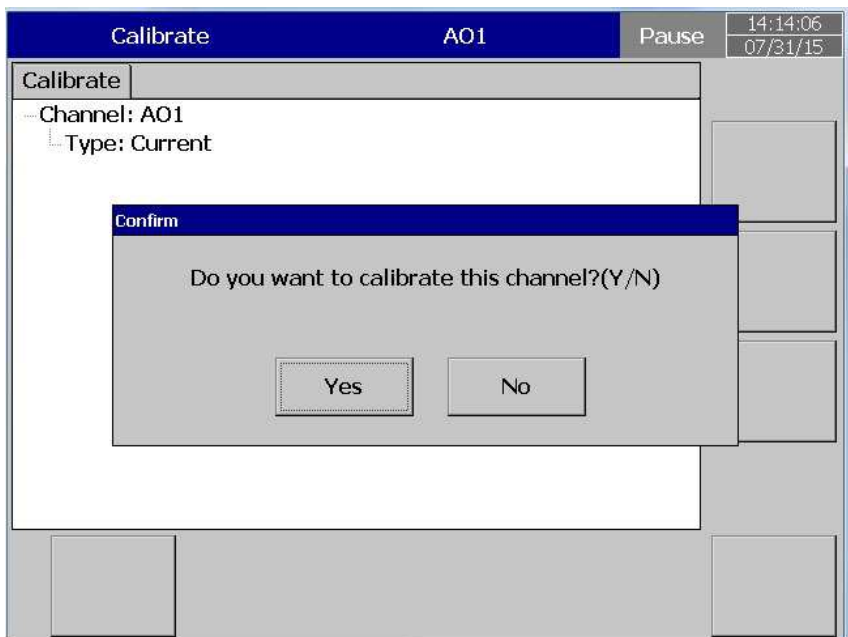 Calibrate AO1 Pause 14:14:06
07/31/15
Calibrate
Channel: AO1
Type: Current
Confirm
Do you want to calibrate this channel?(Y/N)
Yes No